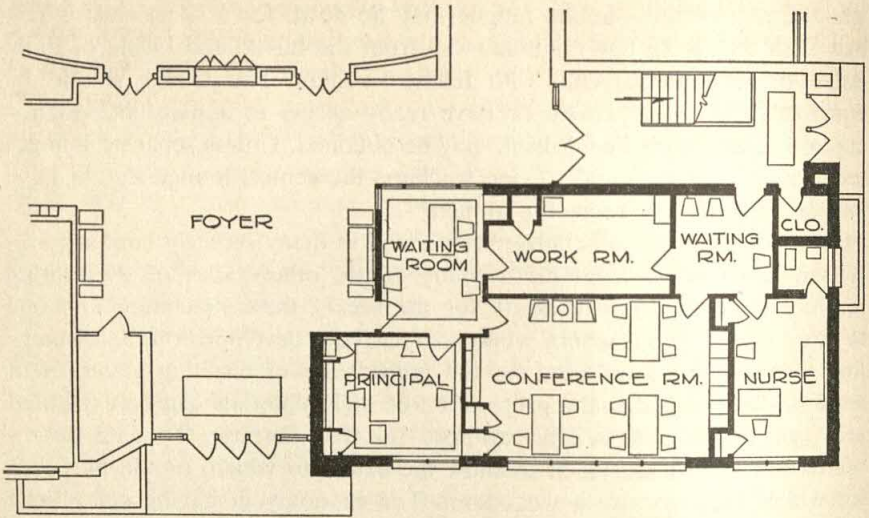 FOYER
WAITING
ROOM
WORK RM.
WAITING
RM.
CLO.
PRINCIPAL
CONFERENCE RM.
NURSE